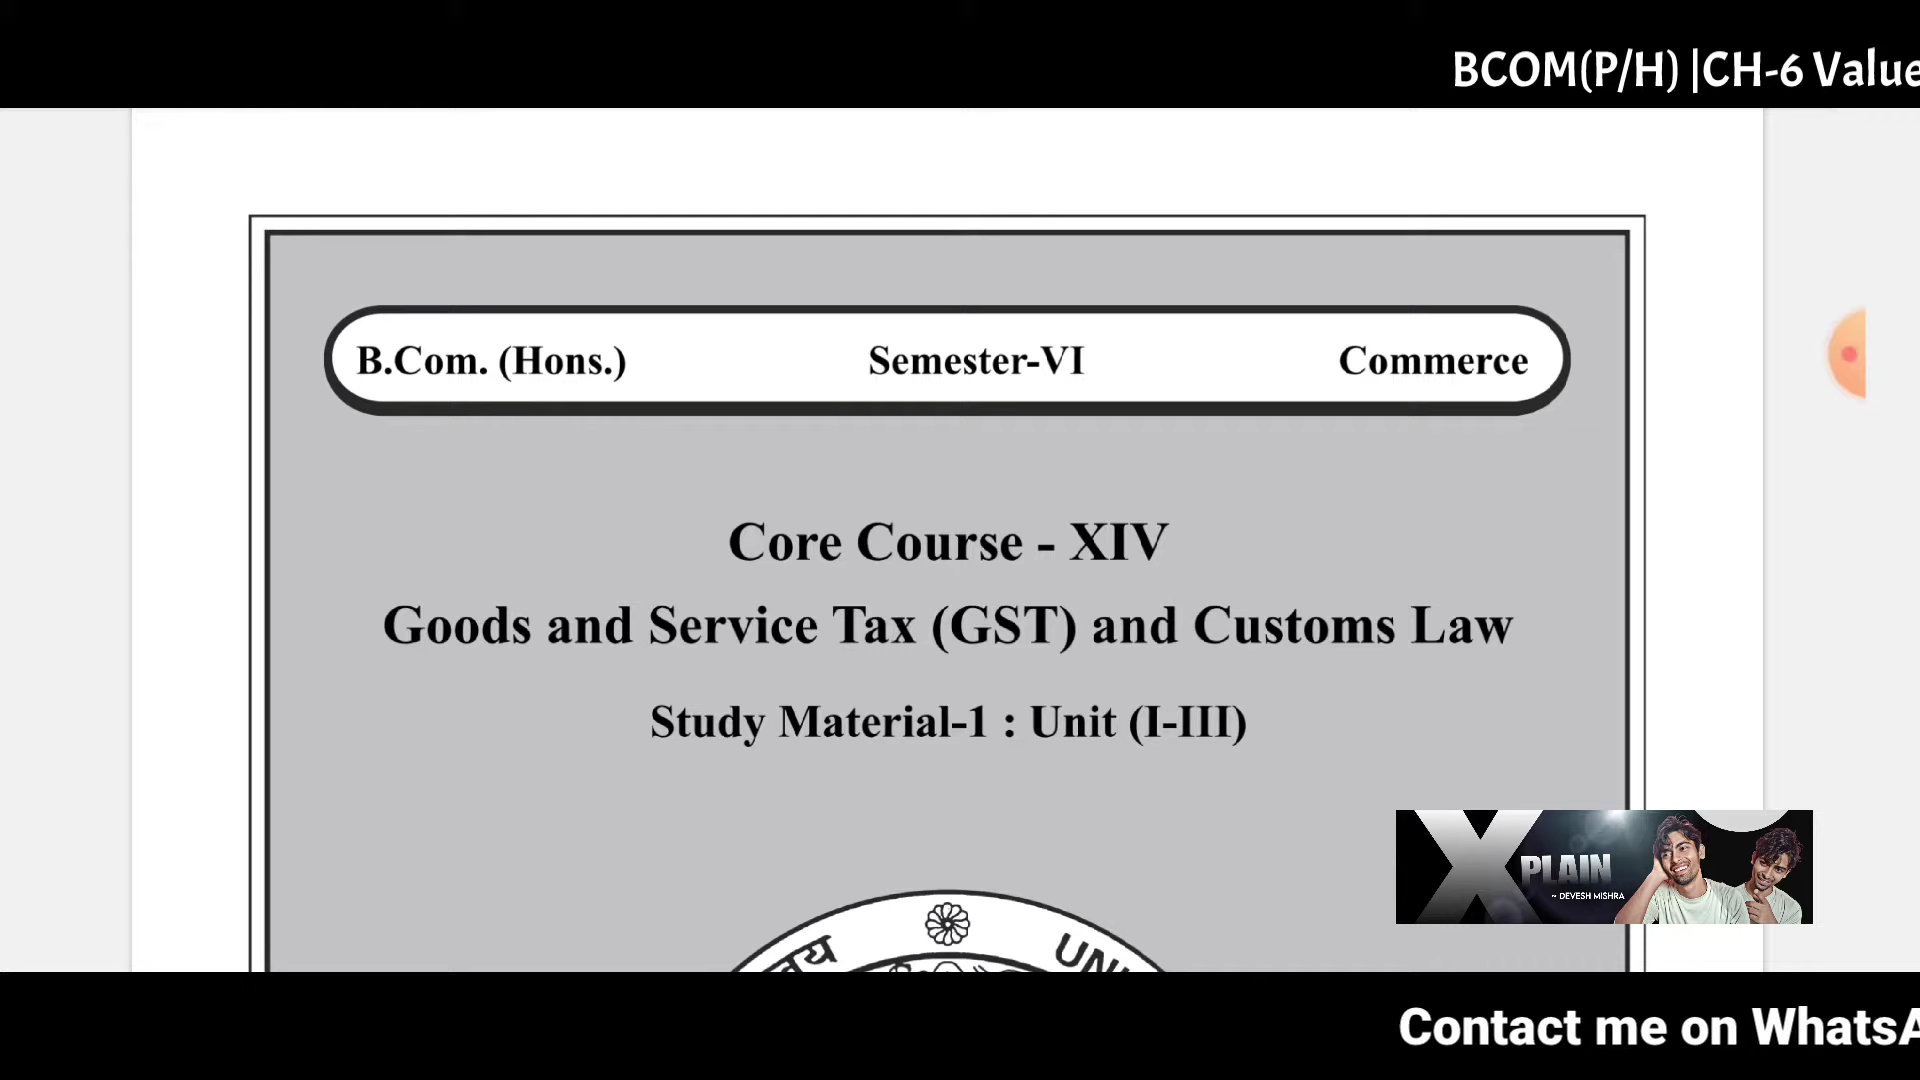 BCOM(P/H) |CH-6 Value
B.Com. (Hons.) Semester-VI Commerce
Core Course - XIV
Goods and Service Tax (GST) and Customs Law
Study Material-1 : Unit (I-III)
X PLAIN
~ DEVESH MISHRA
Contact me on WhatsA